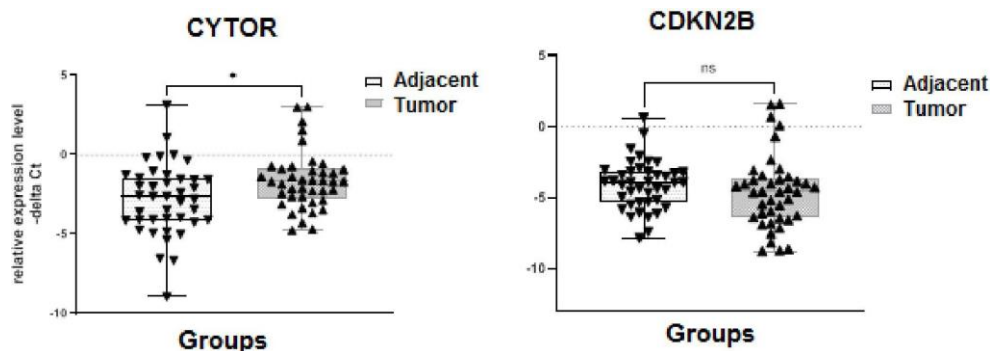 CYTOR
relative expression level
-delta Ct
5
0
-5
-10
*
Adjacent
Tumor
Groups
CDKN2B
5
0
-5
-10
ns
Adjacent
Tumor
Groups